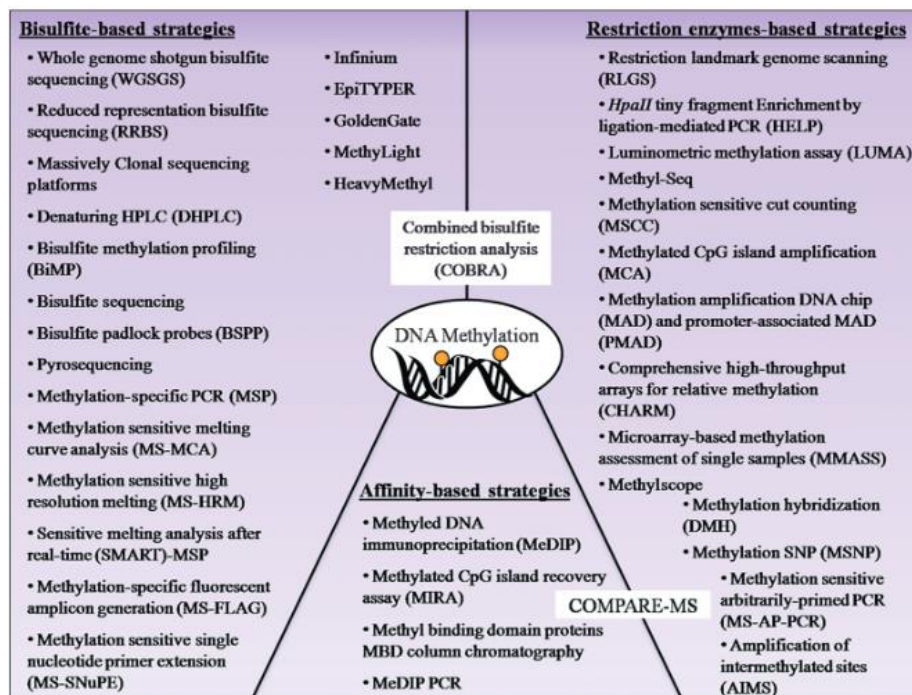 Bisulfite-based strategies
• Whole genome shotgun bisulfite
sequencing (WGSGS)
• Reduced representation bisulfite
sequencing (RRBS)
• Massively Clonal sequencing
platforms
• Denaturing HPLC (DHPLC)
• Bisulfite methylation profiling
(BiMP)
• Bisulfite sequencing
• Bisulfite padlock probes (BSPP)
• Pyrosequencing
• Methylation-specific PCR (MSP)
• Methylation sensitive melting
curve analysis (MS-MCA)
• Methylation sensitive high
resolution melting (MS-HRM)
• Sensitive melting analysis after
real-time (SMART)-MSP
• Methylation-specific fluorescent
amplicon generation (MS-FLAG)
• Methylation sensitive single
nucleotide primer extension
(MS-SNuPE)
• Infinium
• EpiTYPER
• GoldenGate
• MethyLight
• HeavyMethyl
Combined bisulfite
restriction analysis
(COBRA)
DNA Methylation
Affinity-based strategies
• Methyled DNA
immunoprecipitation (MeDIP)
• Methylated CpG island recovery
assay (MIRA)
• Methyl binding domain proteins
MBD column chromatography
• MeDIP PCR
COMPARE-MS
Restriction enzymes-based strategies
• Restriction landmark genome scanning
(RLGS)
• HpaII tiny fragment Enrichment by
ligation-mediated PCR (HELP)
• Luminometric methylation assay (LUMA)
• Methyl-Seq
• Methylation sensitive cut counting
(MSCC)
• Methylated CpG island amplification
(MCA)
• Methylation amplification DNA chip
(MAD) and promoter-associated MAD
(PMAD)
• Comprehensive high-throughput
arrays for relative methylation
(CHARM)
• Microarray-based methylation
assessment of single samples (MMASS)
• Methylscope
• Methylation hybridization
(DMH)
• Methylation SNP (MSNP)
• Methylation sensitive
arbitrarily-primed PCR
(MS-AP-PCR)
• Amplification of
intermethylated sites
(AIMS)